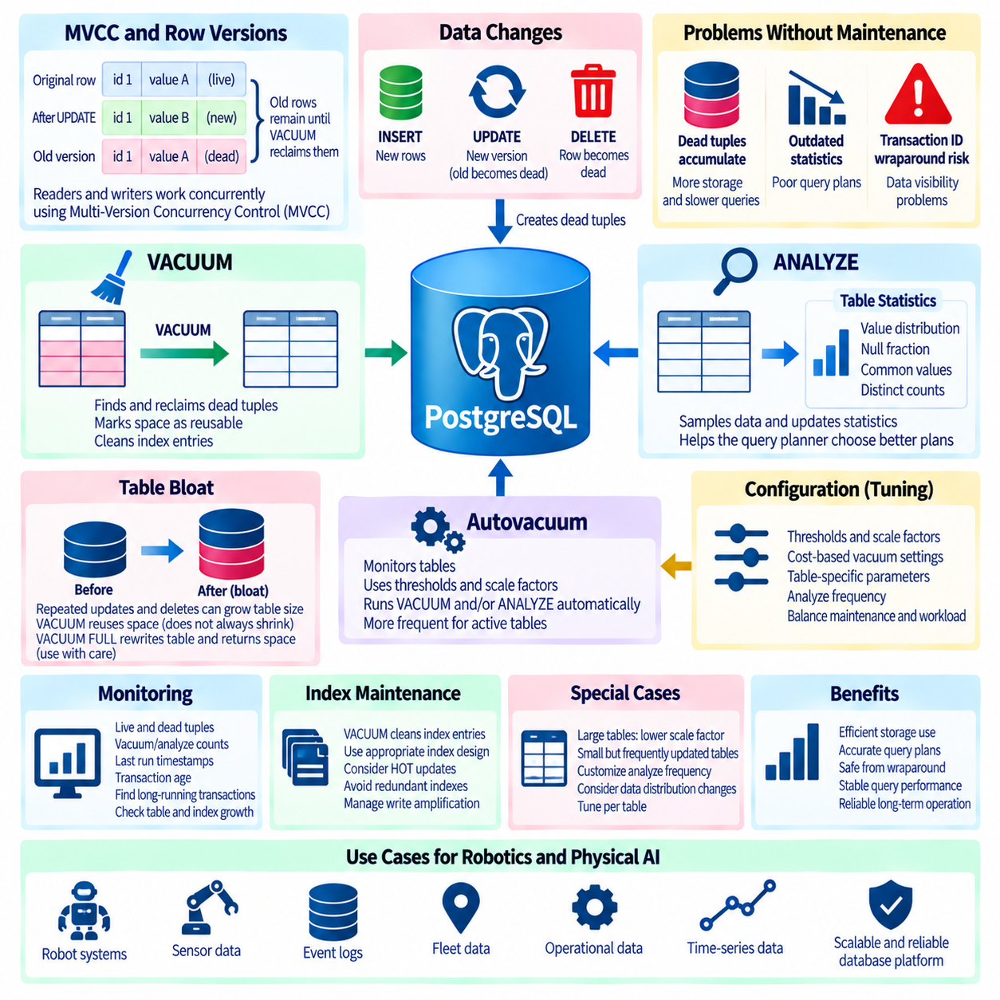 MVCC and Row Versions
Original row id 1 value A (live)
After UPDATE id 1 value B (new)
Old version id 1 value A (dead)
Old rows
remain until
VACUUM
reclaims them
Readers and writers work concurrently
using Multi-Version Concurrency Control (MVCC)
Data Changes
INSERT
New rows
UPDATE
New version
(old becomes dead)
DELETE
Row becomes
dead
Creates dead tuples
Problems Without Maintenance
Dead tuples
accumulate
More storage
and slower queries
Outdated
statistics
Poor query plans
Transaction ID
wraparound risk
Data visibility
problems
VACUUM
VACUUM
Finds and reclaims dead tuples
Marks space as reusable
Cleans index entries
PostgreSQL
ANALYZE
Table Statistics
Value distribution
Null fraction
Common values
Distinct counts
Samples data and updates statistics
Helps the query planner choose better plans
Table Bloat
Before
After (bloat)
Repeated updates and deletes can grow table size
VACUUM reuses space (does not always shrink)
VACUUM FULL rewrites table and returns space
(use with care)
Autovacuum
Monitors tables
Uses thresholds and scale factors
Runs VACUUM and/or ANALYZE automatically
More frequent for active tables
Configuration (Tuning)
Thresholds and scale factors
Cost-based vacuum settings
Table-specific parameters
Analyze frequency
Balance maintenance and workload
Monitoring
Live and dead tuples
Vacuum/analyze counts
Last run timestamps
Transaction age
Find long-running transactions
Check table and index growth
Index Maintenance
VACUUM cleans index entries
Use appropriate index design
Consider HOT updates
Avoid redundant indexes
Manage write amplification
Special Cases
Large tables: lower scale factor
Small but frequently updated tables
Customize analyze frequency
Consider data distribution changes
Tune per table
Benefits
Efficient storage use
Accurate query plans
Safe from wraparound
Stable query performance
Reliable long-term operation
Use Cases for Robotics and Physical AI
Robot systems
Sensor data
Event logs
Fleet data
Operational data
Time-series data
Scalable and reliable
database platform